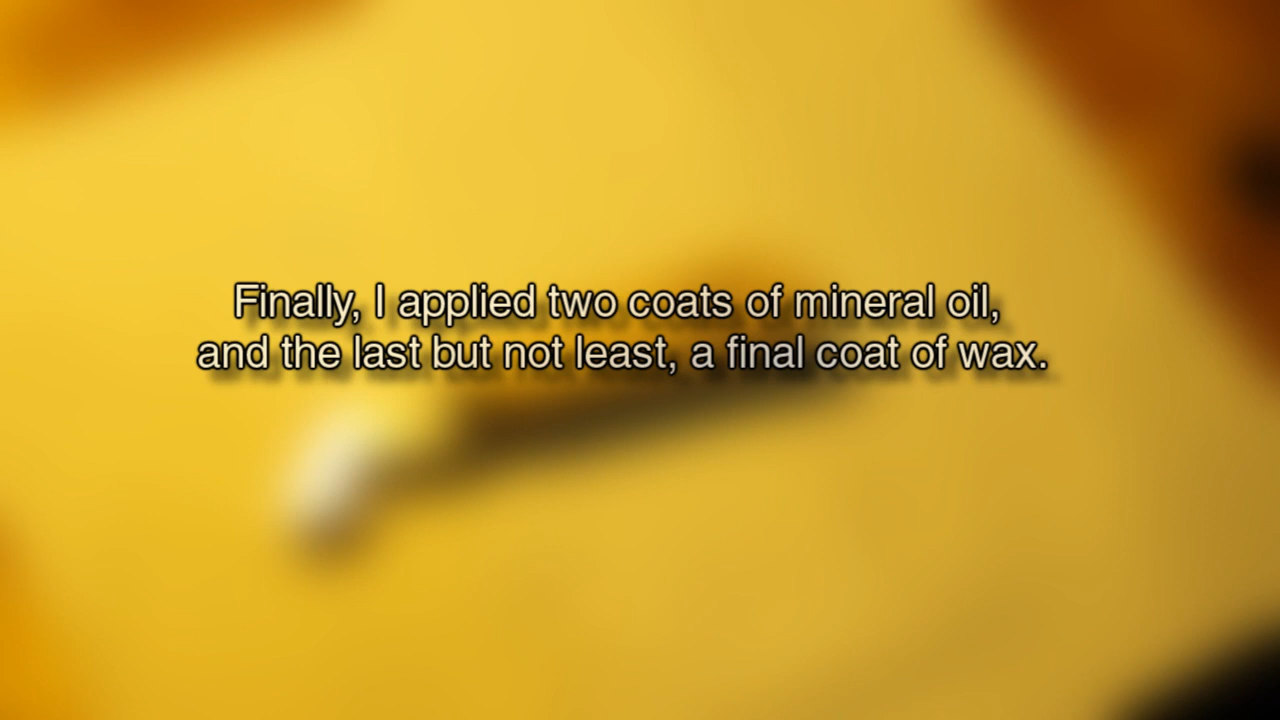 Finally, I applied two coats of mineral oil,
and the last but not least, a final coat of wax.